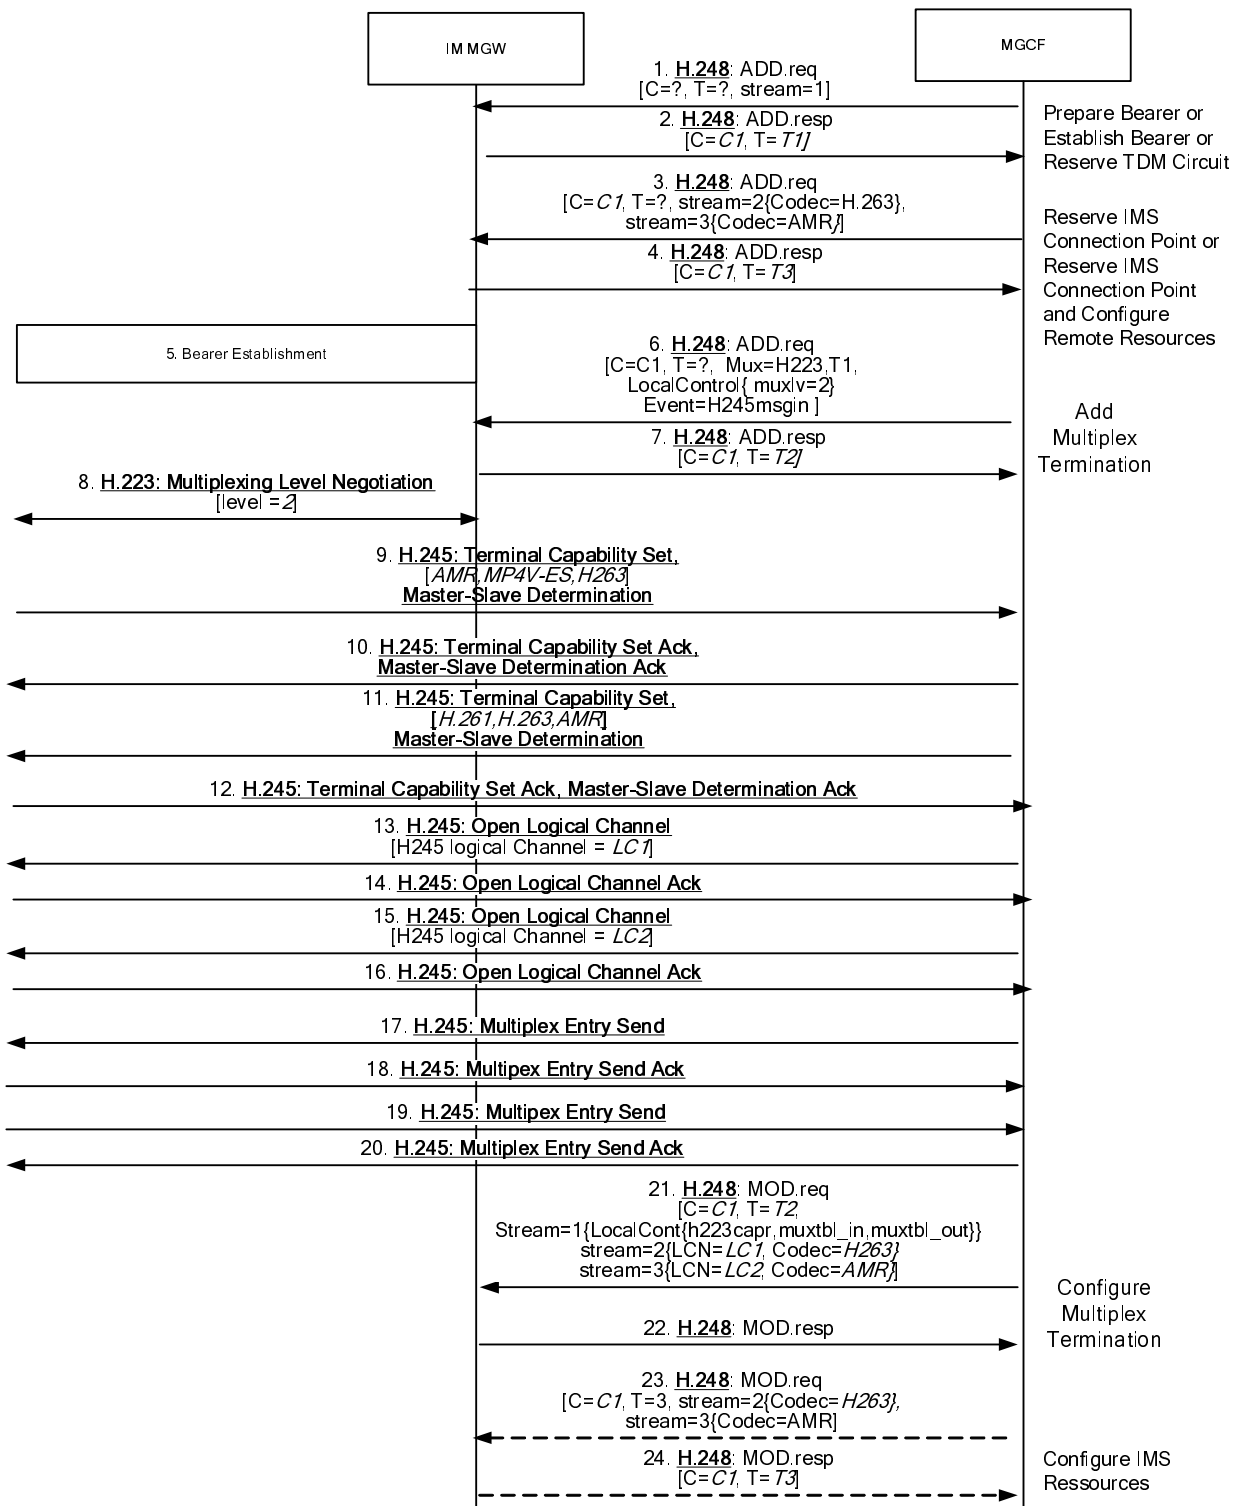 IM MGW
MGCF
1. H.248: ADD.req
[C=?, T=?, stream=1]
2. H.248: ADD.resp
[C=C1, T=T1]
Prepare Bearer or
Establish Bearer or
Reserve TDM Circuit
3. H.248: ADD.req
[C=C1, T=?, stream=2{Codec=H.263},
stream=3{Codec=AMR}]
4. H.248: ADD.resp
[C=C1, T=T3]
Reserve IMS
Connection Point or
Reserve IMS
Connection Point
and Configure
Remote Resources
5. Bearer Establishment
6. H.248: ADD.req
[C=C1, T=?, Mux=H223,T1,
LocalControl{ muxlv=2}
Event=H245msgin ]
7. H.248: ADD.resp
[C=C1, T=T2]
Add
Multiplex
Termination
8. H.223: Multiplexing Level Negotiation
[level =2]
9. H.245: Terminal Capability Set,
[AMR,MP4V-ES,H263]
Master-Slave Determination
10. H.245: Terminal Capability Set Ack,
Master-Slave Determination Ack
11. H.245: Terminal Capability Set,
[H.261,H.263,AMR]
Master-Slave Determination
12. H.245: Terminal Capability Set Ack, Master-Slave Determination Ack
13. H.245: Open Logical Channel
[H245 logical Channel = LC1]
14. H.245: Open Logical Channel Ack
15. H.245: Open Logical Channel
[H245 logical Channel = LC2]
16. H.245: Open Logical Channel Ack
17. H.245: Multiplex Entry Send
18. H.245: Multipex Entry Send Ack
19. H.245: Multipex Entry Send
20. H.245: Multiplex Entry Send Ack
21. H.248: MOD.req
[C=C1, T=T2,
Stream=1{LocalCont{h223capr,muxtbl_in,muxtbl_out}}
stream=2{LCN=LC1, Codec=H263}
stream=3{LCN=LC2, Codec=AMR}]
22. H.248: MOD.resp
Configure
Multiplex
Termination
23. H.248: MOD.req
[C=C1, T=3, stream=2{Codec=H263},
stream=3{Codec=AMR]
24. H.248: MOD.resp
[C=C1, T=T3]
Configure IMS
Ressources